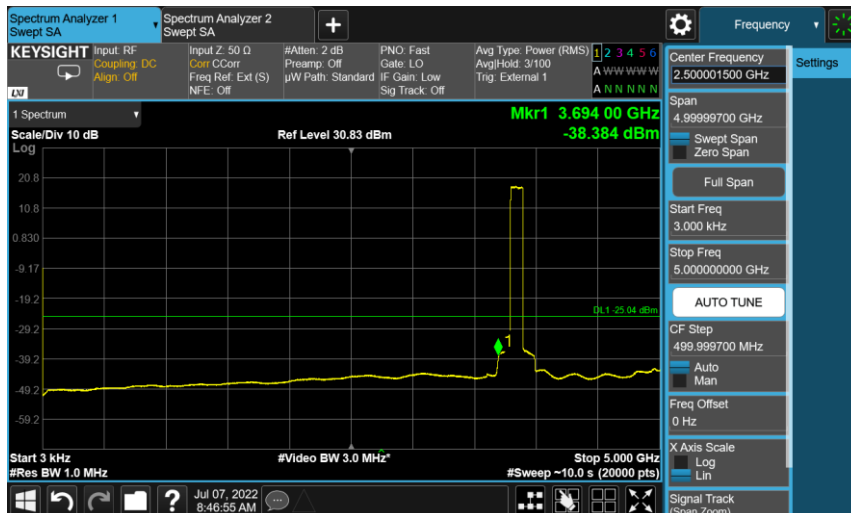 Spectrum Analyzer 1
Swept SA
Spectrum Analyzer 2
Swept SA
Frequency
KEYSIGHT
LXI
Input: RF
Coupling: DC
Align: Off
Input Z: 50 Ω
Corr CCorr
Freq Ref: Ext (S)
NFE: Off
#Atten: 2 dB
Preamp: Off
µW Path: Standard
PNO: Fast
Gate: LO
IF Gain: Low
Sig Track: Off
Avg Type: Power (RMS)
Avg|Hold: 3/100
Trig: External 1
1 2 3 4 5 6
A W W W W W
A N N N N N
1 Spectrum
Scale/Div 10 dB
Log
Ref Level 30.83 dBm
Mkr1 3.694 00 GHz
-38.384 dBm
20.8
10.8
0.830
-9.17
-19.2
-29.2
-39.2
-49.2
-59.2
DL1 -25.04 dBm
1
Start 3 kHz
#Res BW 1.0 MHz
#Video BW 3.0 MHz*
Stop 5.000 GHz
#Sweep ~10.0 s (20000 pts)
?
Jul 07, 2022
8:46:55 AM
Center Frequency
2.500001500 GHz
Span
4.99999700 GHz
Swept Span
Zero Span
Full Span
Start Freq
3.000 kHz
Stop Freq
5.000000000 GHz
AUTO TUNE
CF Step
499.999700 MHz
Auto
Man
Freq Offset
0 Hz
X Axis Scale
Log
Lin
Signal Track
(Span Zoom)
Settings